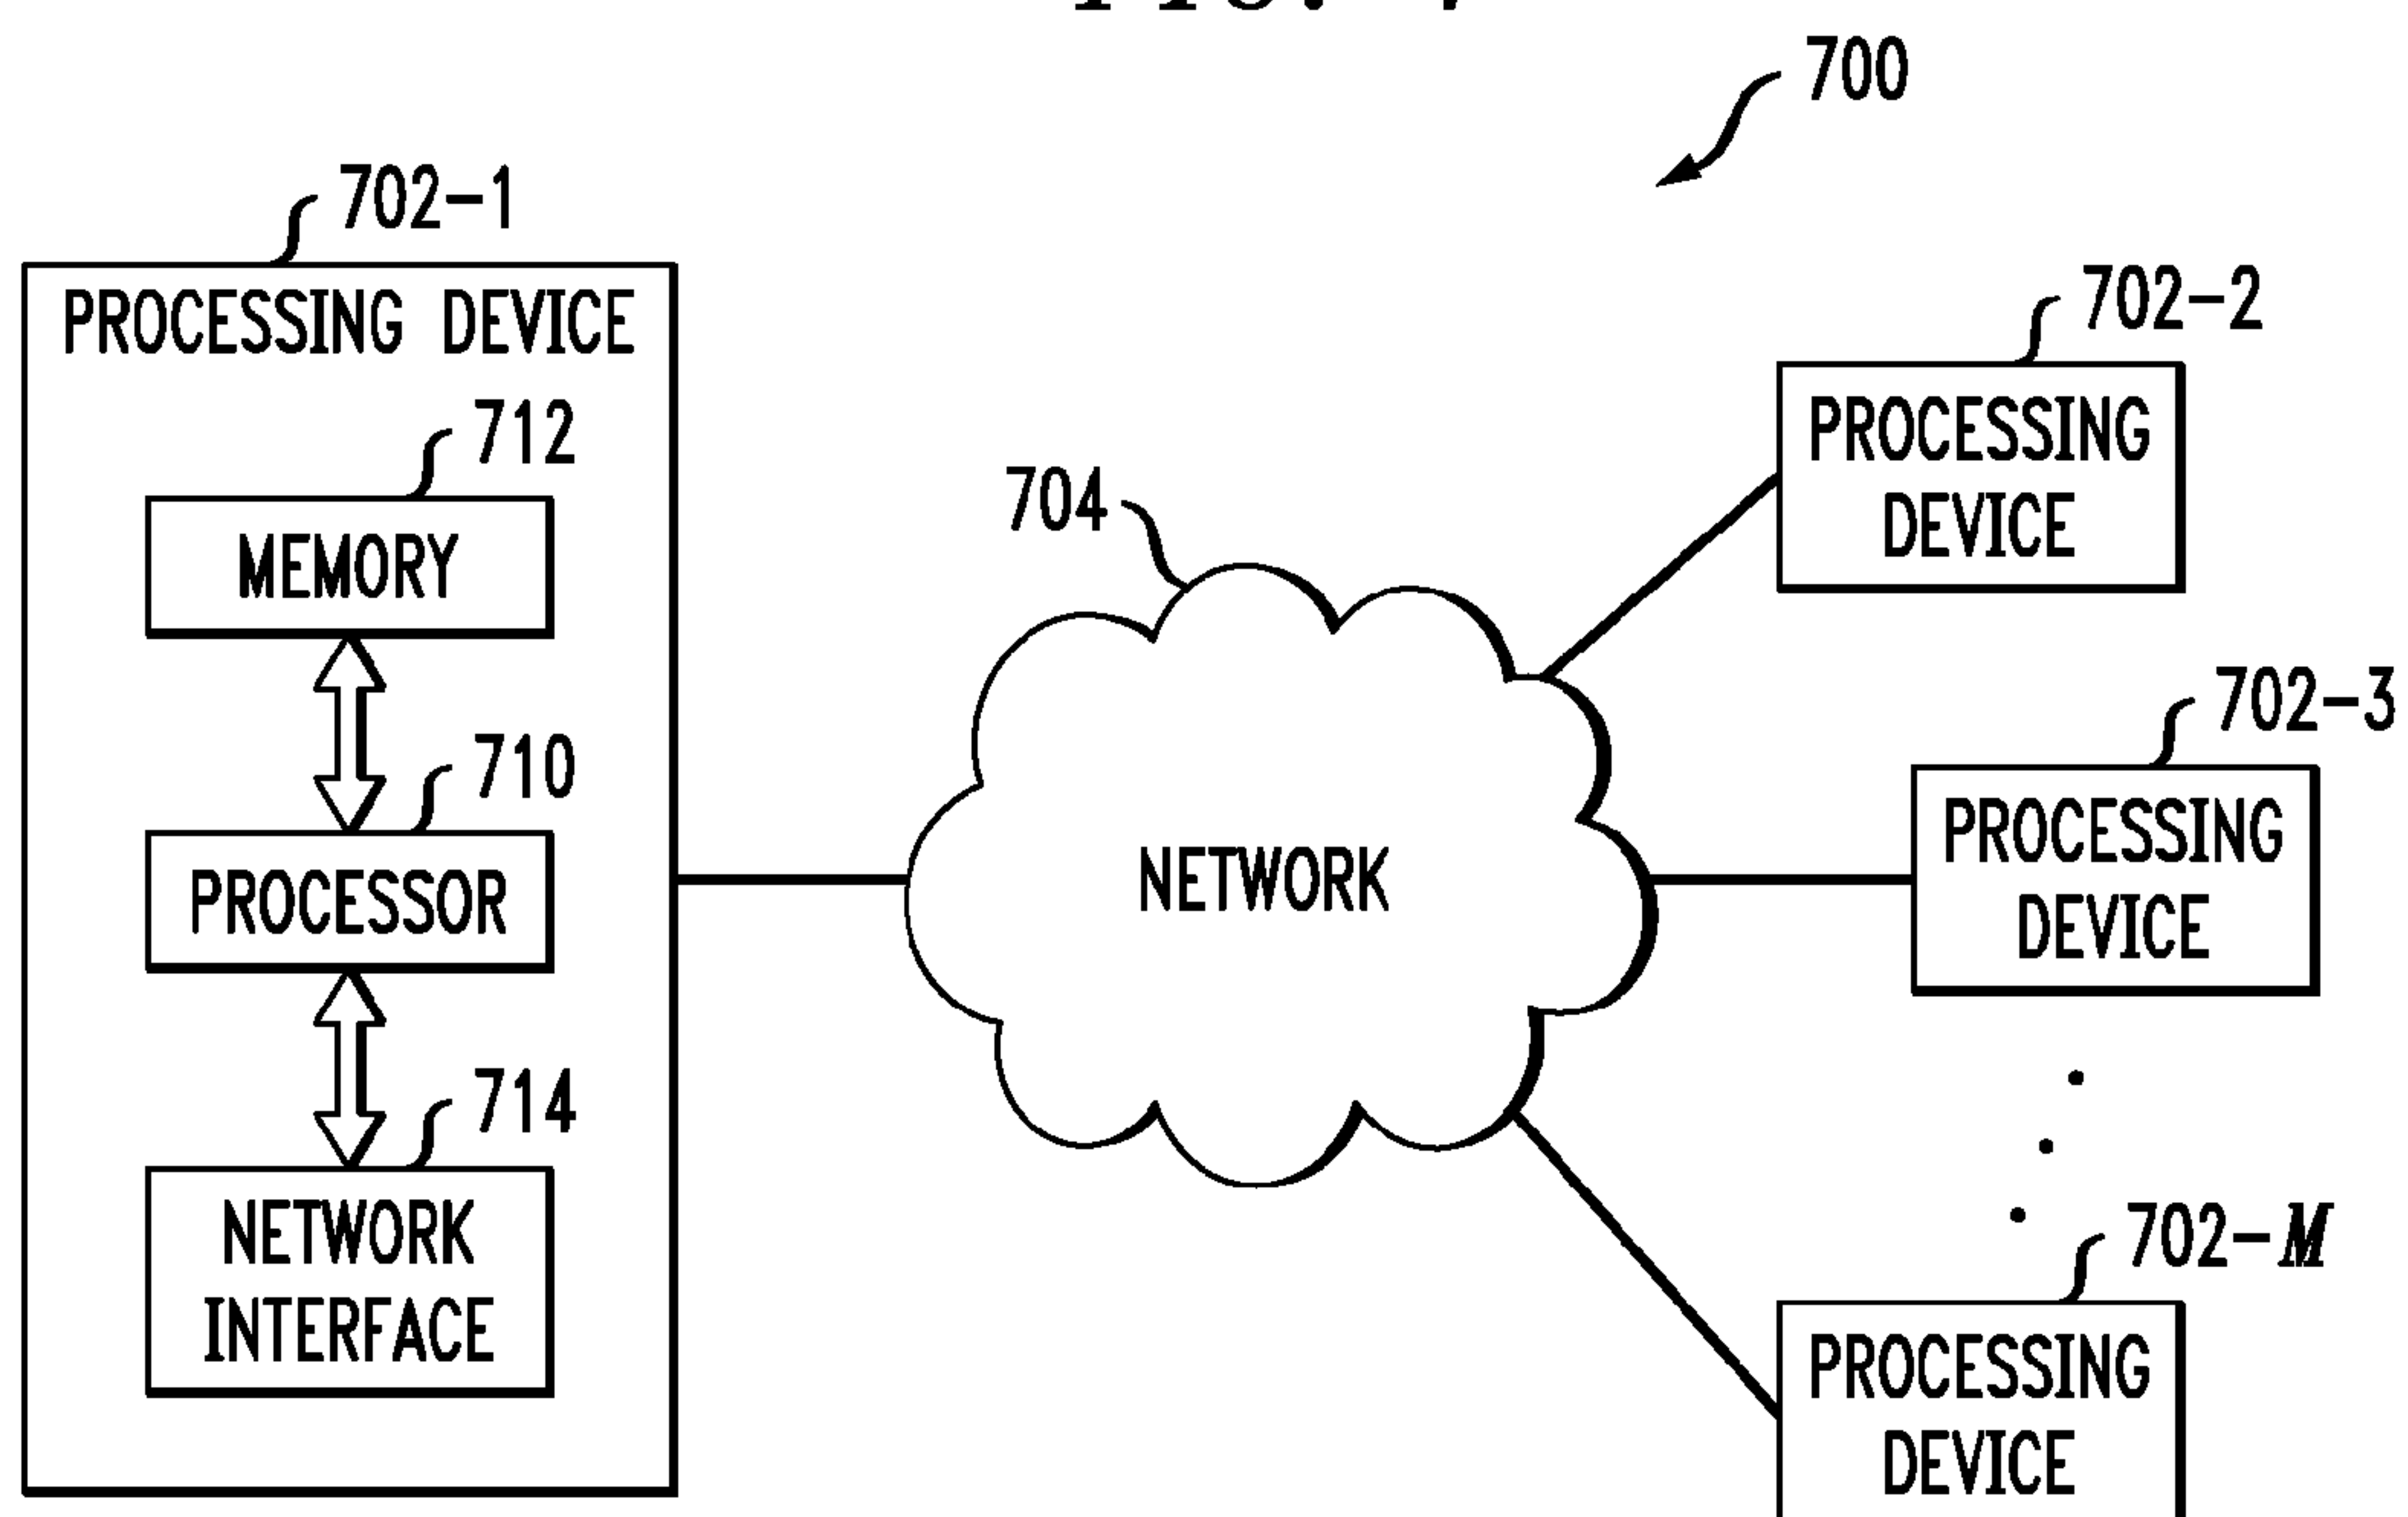 700
702-1
PROCESSING DEVICE
702-2
PROCESSING
DEVICE
712
MEMORY
704
702-3
PROCESSING
DEVICE
710
PROCESSOR
NETWORK
714
NETWORK
INTERFACE
702-M
PROCESSING
DEVICE